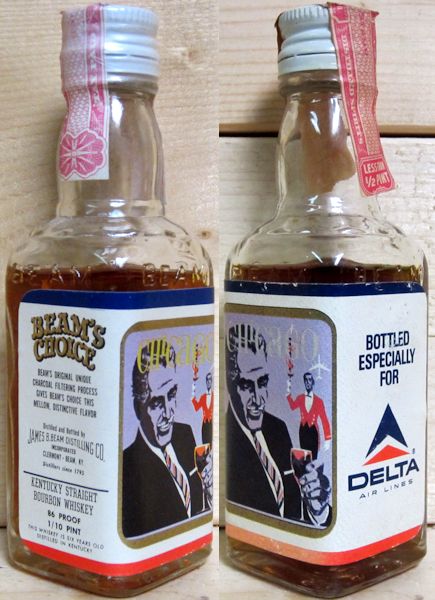 BEAM
BEAM'S
CHOICE
BEAM'S ORIGINAL UNIQUE
CHARCOAL FILTERING PROCESS
GIVES BEAM'S CHOICE THIS
MELLOW, DISTINCTIVE FLAVOR
Distilled and Bottled by
JAMES B. BEAM DISTILLING CO.
INCORPORATED
CLERMONT - BEAM, KY.
Distillers since 1795
KENTUCKY STRAIGHT
BOURBON WHISKEY
86 PROOF
1/10 PINT
THIS WHISKEY IS SIX YEARS OLD
DISTILLED IN KENTUCKY
chicago
LESS THAN
1/2 PINT
BEAM
chicago
BOTTLED
ESPECIALLY
FOR
DELTA
AIR LINES